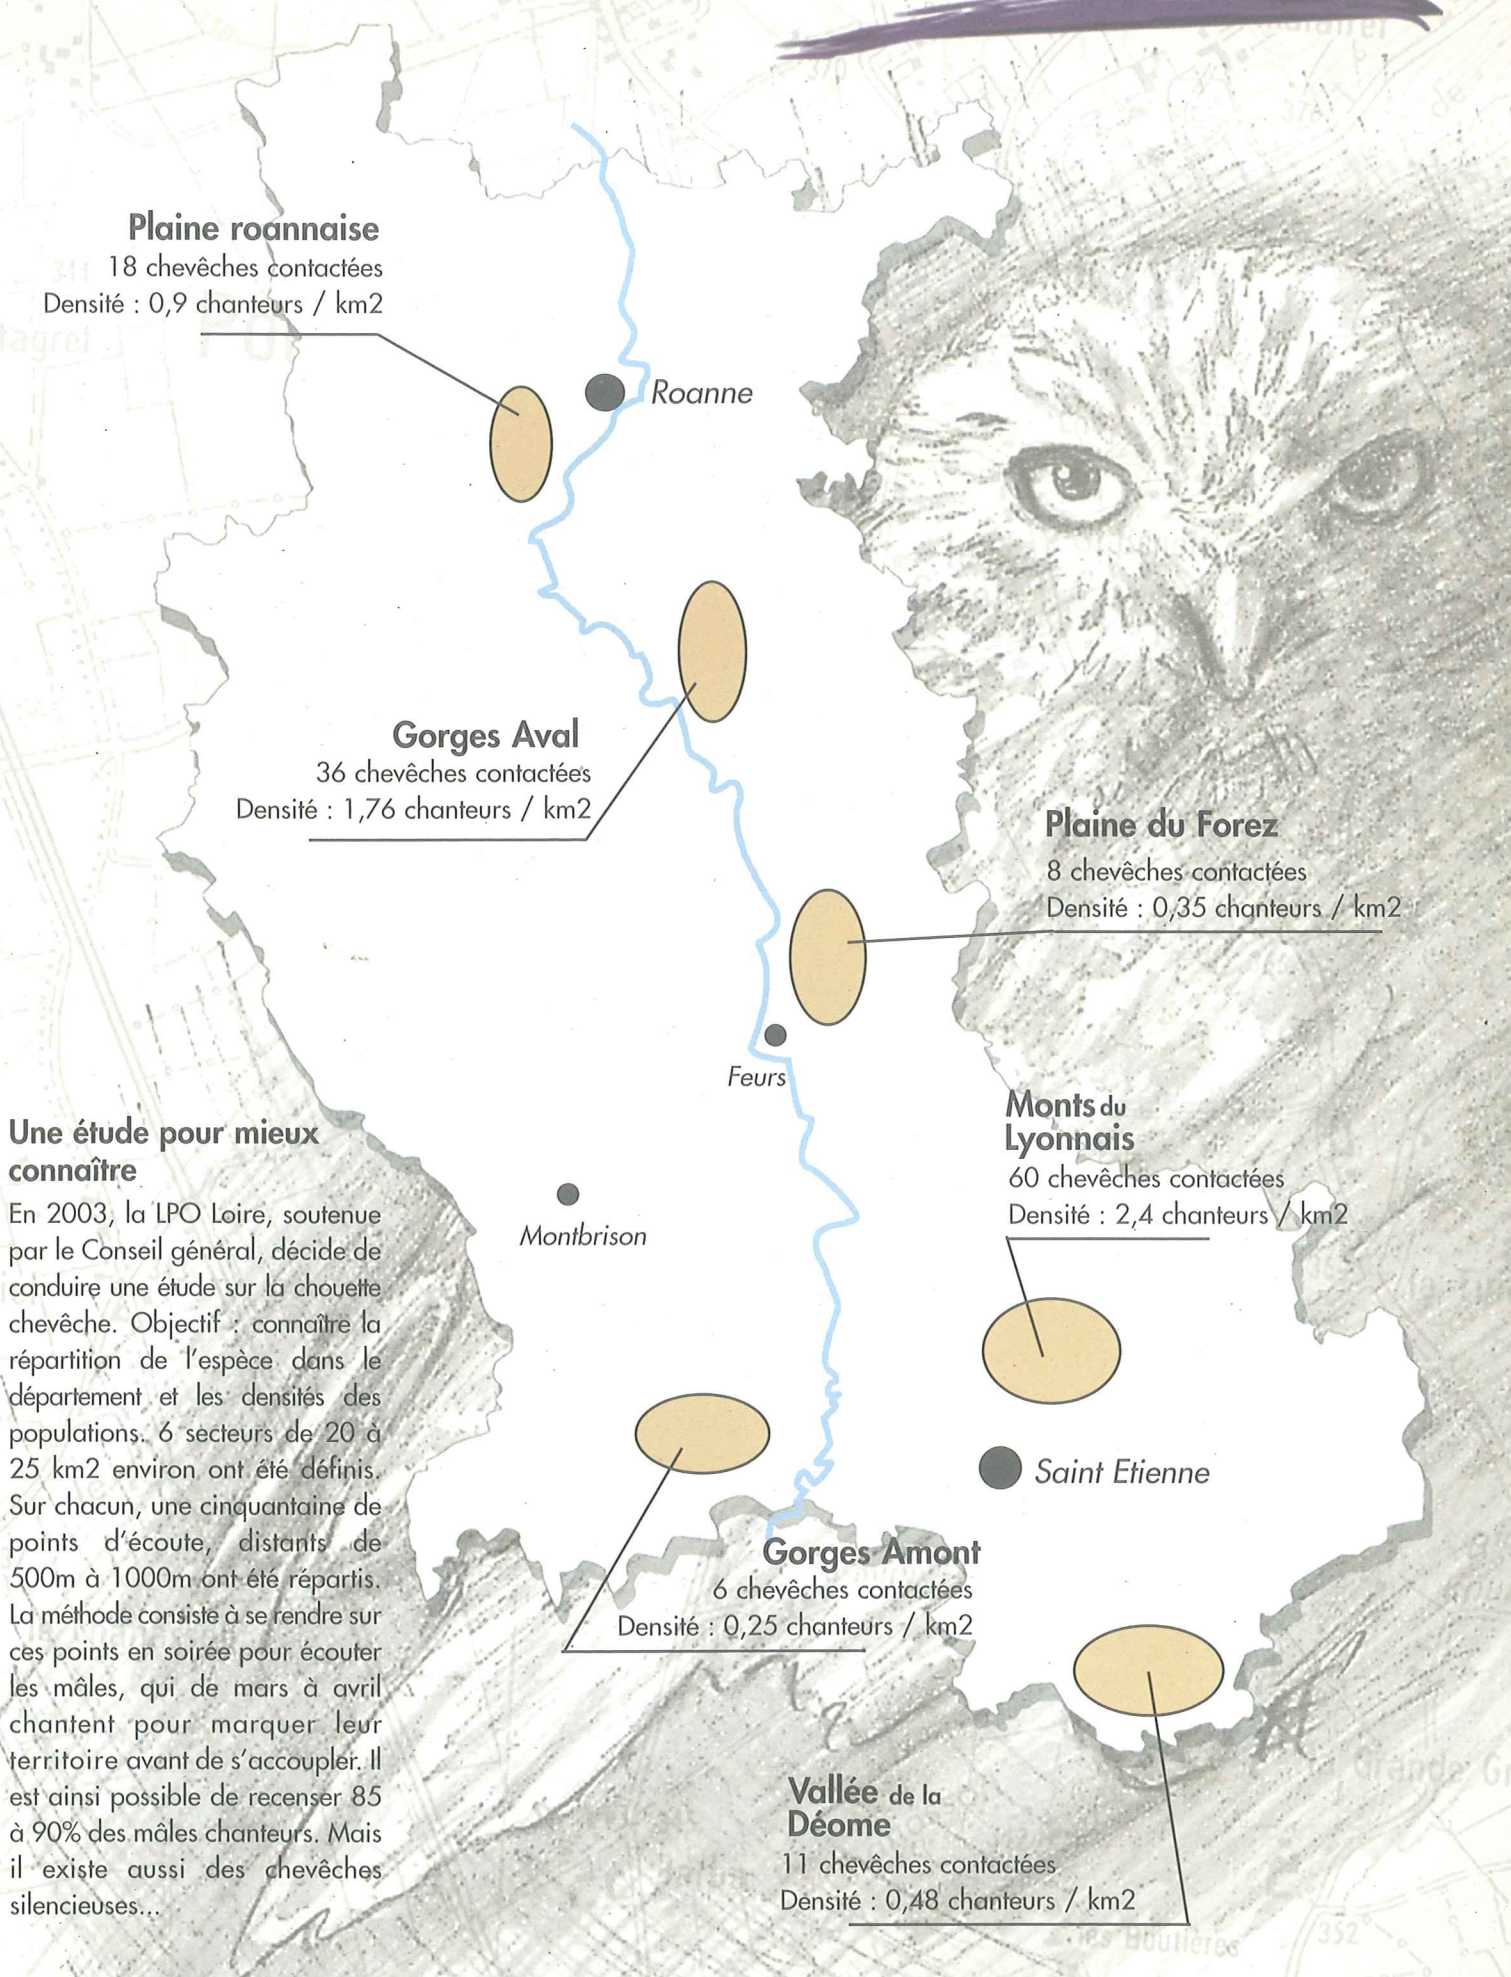 Plaine roannaise
18 chevêches contactées
Densité : 0,9 chanteurs / km2
Roanne
Gorges Aval
36 chevêches contactées
Densité : 1,76 chanteurs / km2
Plaine du Forez
8 chevêches contactées
Densité : 0,35 chanteurs / km2
Feurs
Monts du
Lyonnais
60 chevêches contactées
Densité : 2,4 chanteurs / km2
Montbrison
Saint Etienne
Gorges Amont
6 chevêches contactées
Densité : 0,25 chanteurs / km2
Vallée de la
Déome
11 chevêches contactées
Densité : 0,48 chanteurs / km2
Une étude pour mieux
connaître
En 2003, la LPO Loire, soutenue
par le Conseil général, décide de
conduire une étude sur la chouette
chevêche. Objectif : connaître la
répartition de l'espèce dans le
département et les densités des
populations. 6 secteurs de 20 à
25 km2 environ ont été définis.
Sur chacun, une cinquantaine de
points d'écoute, distants de
500m à 1000m ont été répartis.
La méthode consiste à se rendre sur
ces points en soirée pour écouter
les mâles, qui de mars à avril
chantent pour marquer leur
territoire avant de s'accoupler. Il
est ainsi possible de recenser 85
à 90% des mâles chanteurs. Mais
il existe aussi des chevêches
silencieuses...
352